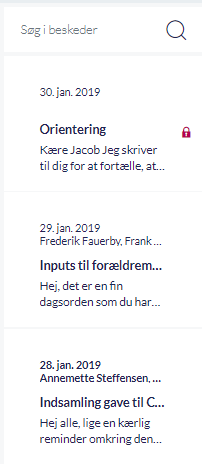 Søg i beskeder
30. jan. 2019
Orientering
Kære Jacob Jeg skriver
til dig for at fortælle, at...
29. jan. 2019
Frederik Fauerby, Frank ...
Inputs til forældrem...
Hej, det er en fin
dagsorden som du har...
28. jan. 2019
Annemette Steffensen, ...
Indsamling gave til C...
Hej alle, lige en kærlig
reminder omkring den...